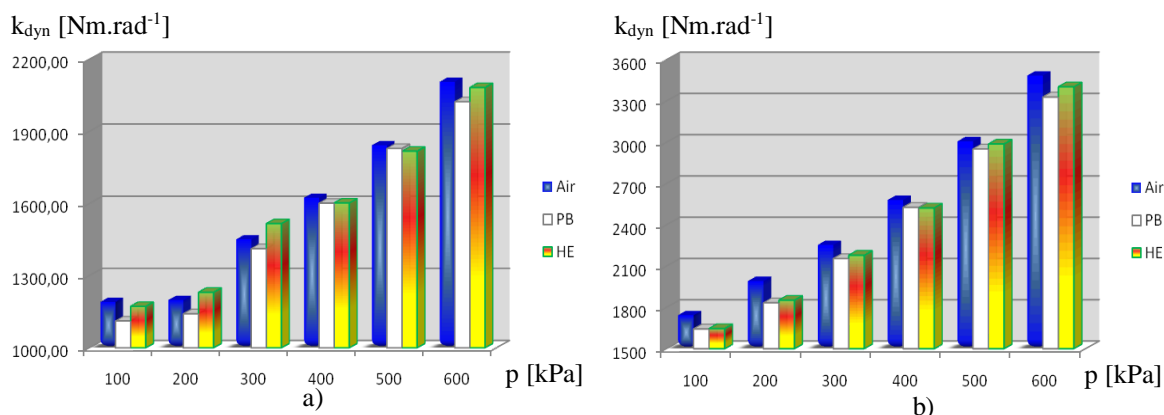 k_dyn [Nm.rad⁻¹]
2200,00
1900,00
1600,00
1300,00
1000,00
100 200 300 400 500 600 p [kPa]
Air
PB
HE
a)
k_dyn [Nm.rad⁻¹]
3600
3300
3000
2700
2400
2100
1800
1500
100 200 300 400 500 600 p [kPa]
Air
PB
HE
b)